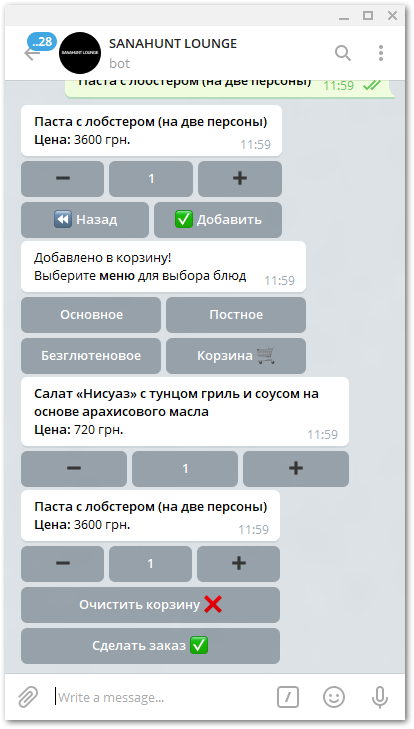 ..28
SANAHUNT LOUNGE
SANAHUNT LOUNGE
bot
Паста с лобстером (на две персоны)
11:59
Паста с лобстером (на две персоны)
Цена: 3600 грн.
11:59
− 1 +
Назад Добавить
Добавлено в корзину!
Выберите меню для выбора блюд
11:59
Основное Постное
Безглютеновое Корзина
Салат «Нисуаз» с тунцом гриль и соусом на
основе арахисового масла
Цена: 720 грн.
11:59
− 1 +
Паста с лобстером (на две персоны)
Цена: 3600 грн.
11:59
− 1 +
Очистить корзину
Сделать заказ
Write a message...
/